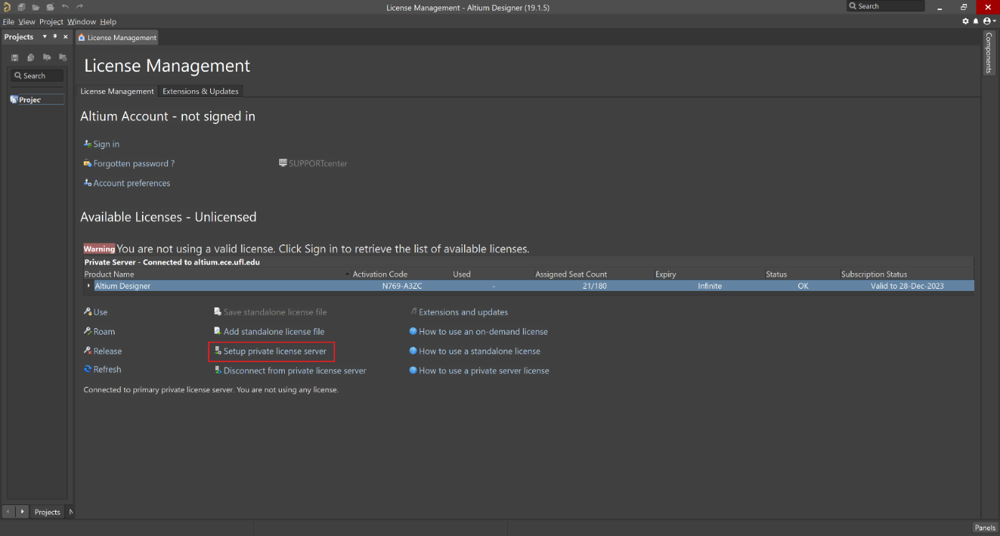 License Management - Altium Designer (19.1.5)
Search
File View Project Window Help
Projects
License Management
Components
License Management
Search
License Management Extensions & Updates
Projec
Altium Account - not signed in
Sign in
Forgotten password ? SUPPORTcenter
Account preferences
Available Licenses - Unlicensed
Warning You are not using a valid license. Click Sign in to retrieve the list of available licenses.
Private Server - Connected to altium.ece.ufl.edu
Product Name Activation Code Used Assigned Seat Count Expiry Status Subscription Status
Altium Designer N769-A3ZC - 21/180 Infinite OK Valid to 28-Dec-2023
Use Save standalone license file Extensions and updates
Roam Add standalone license file How to use an on-demand license
Release Setup private license server How to use a standalone license
Refresh Disconnect from private license server How to use a private server license
Connected to primary private license server. You are not using any license.
Projects N
Panels